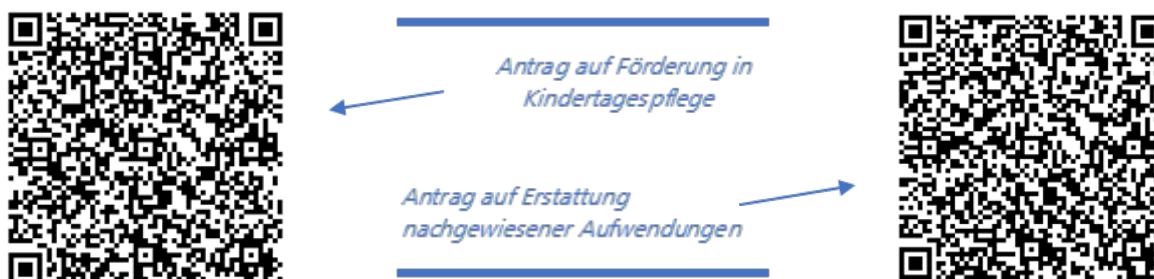 Antrag auf Förderung in
Kindertagespflege
Antrag auf Erstattung
nachgewiesener Aufwendungen